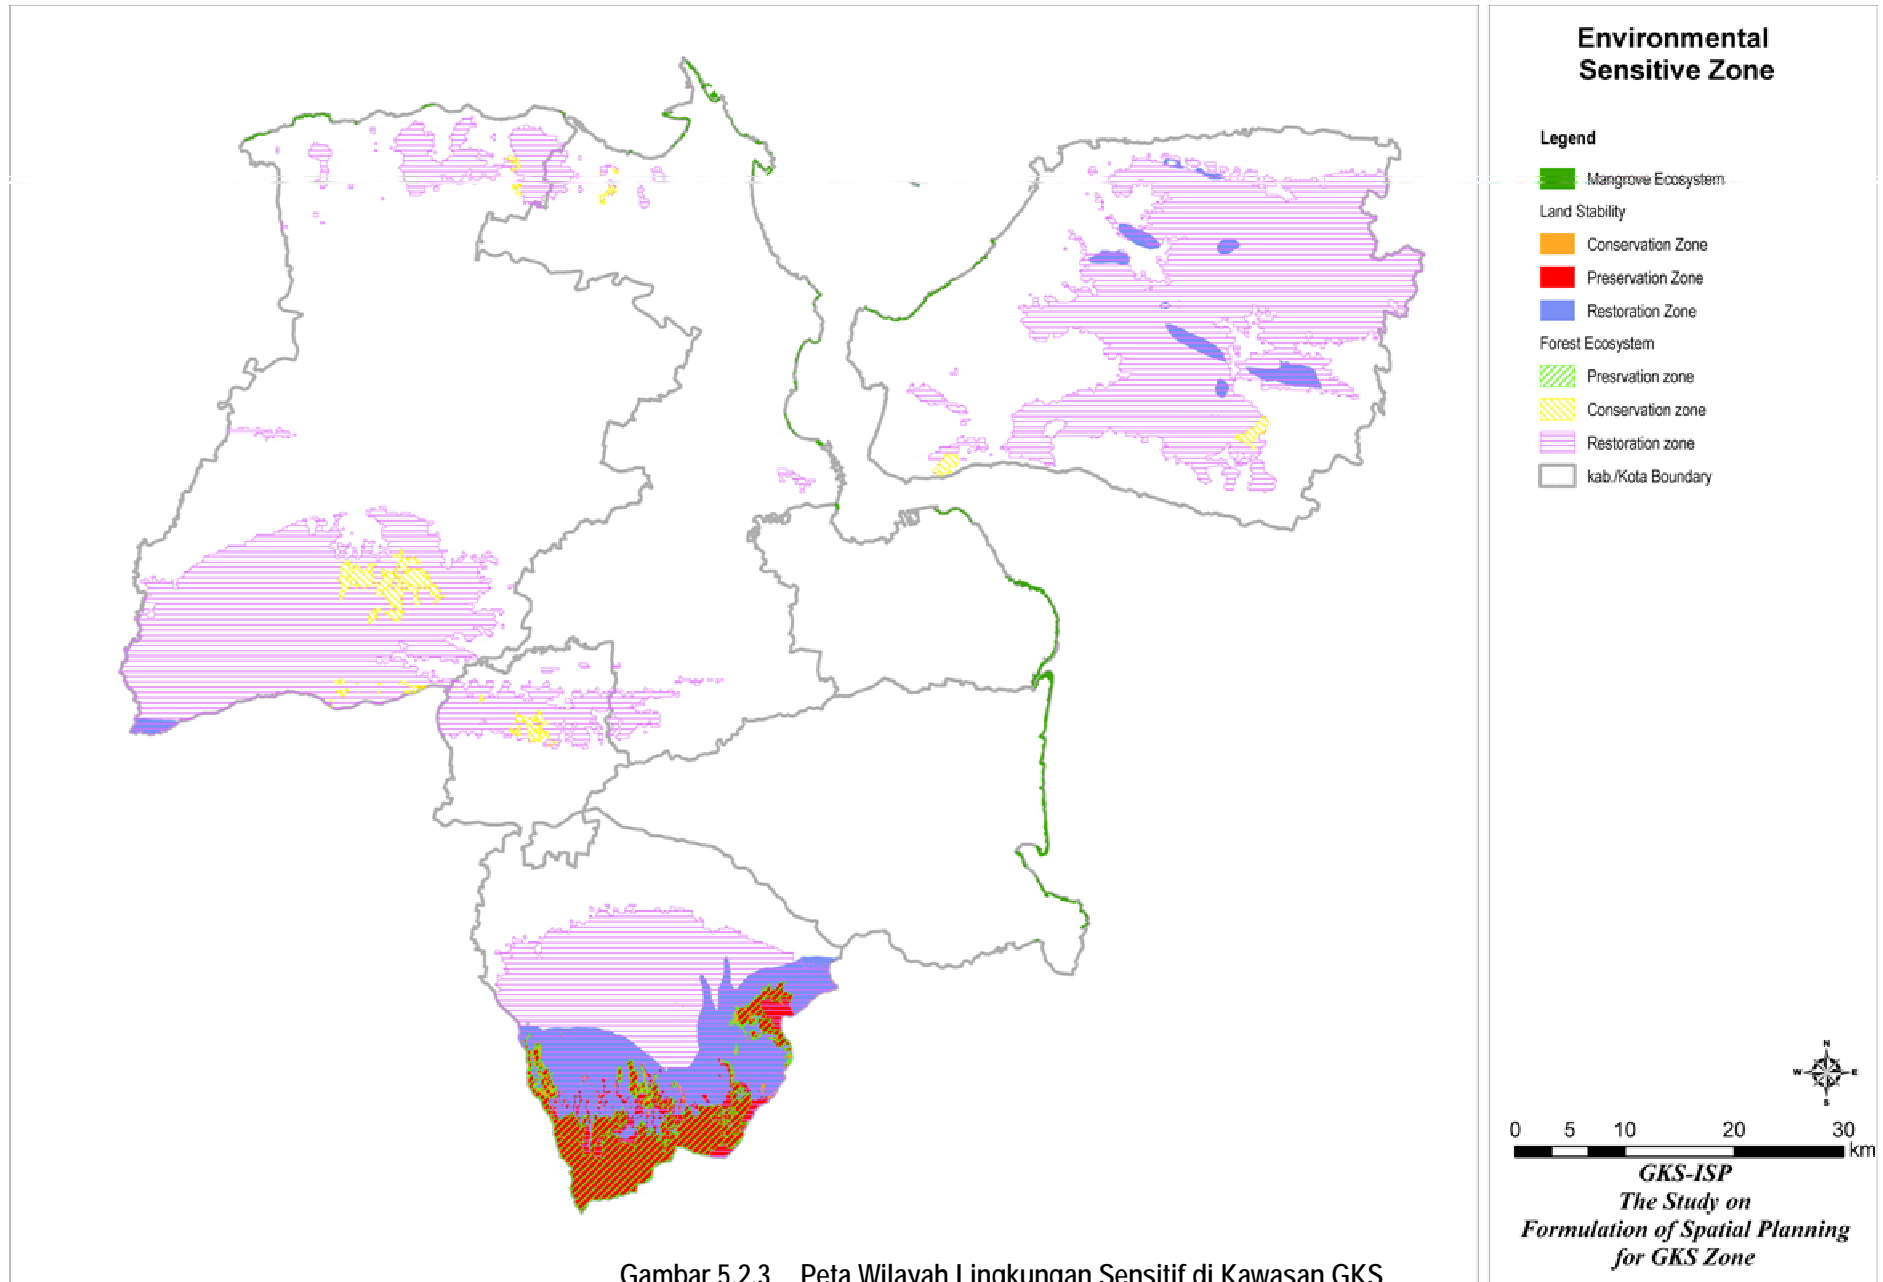 Environmental
Sensitive Zone
Legend
Mangrove Ecosystem
Land Stability
Conservation Zone
Preservation Zone
Restoration Zone
Forest Ecosystem
Presrvation zone
Conservation zone
Restoration zone
kab./Kota Boundary
N
W E
S
0 5 10 20 30
km
GKS-ISP
The Study on
Formulation of Spatial Planning
for GKS Zone
Gambar 5.2.3 Peta Wilayah Lingkungan Sensitif di Kawasan GKS